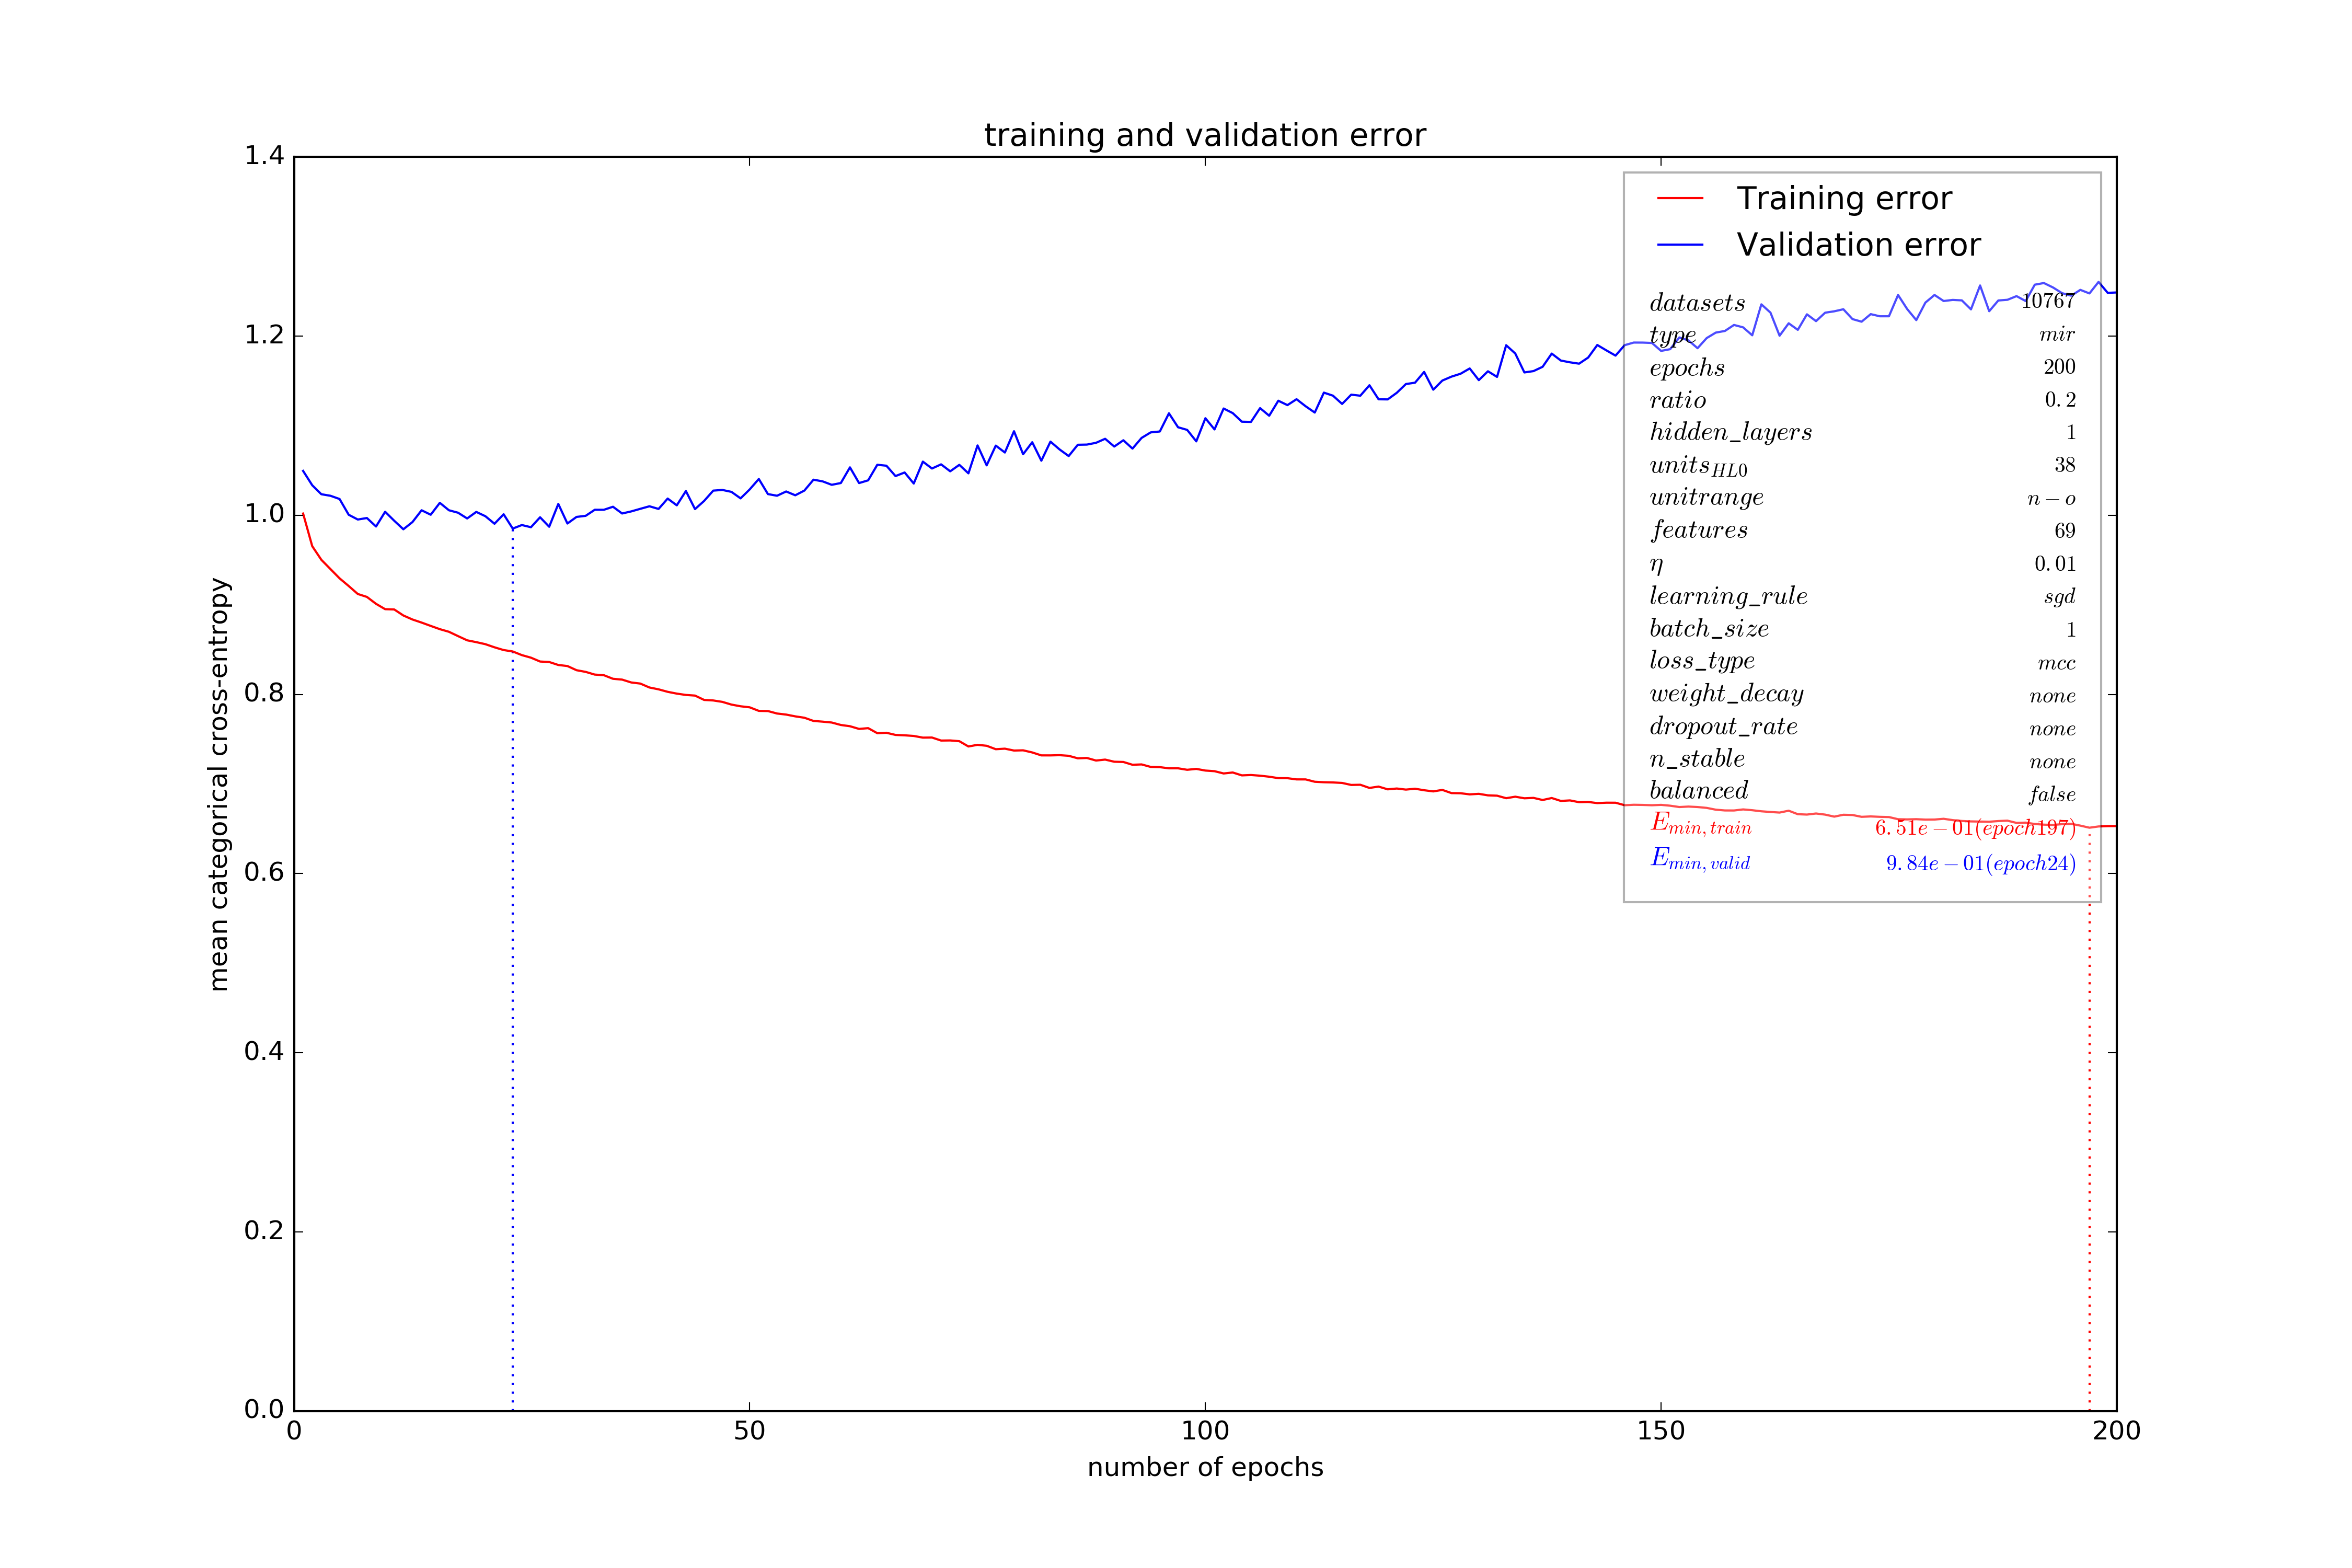 training and validation error
1.4
1.2
1.0
0.8
0.6
0.4
0.2
0.0
mean categorical cross-entropy
Training error
Validation error
datasets 10767
type mir
epochs 200
ratio 0.2
hidden_layers 1
units_HL0 38
unitrange n − o
features 69
η 0.01
learning_rule sgd
batch_size 1
loss_type mcc
weight_decay none
dropout_rate none
n_stable none
balanced false
E_min,train 6.51e − 01(epoch197)
E_min,valid 9.84e − 01(epoch24)
0 50 100 150 200
number of epochs